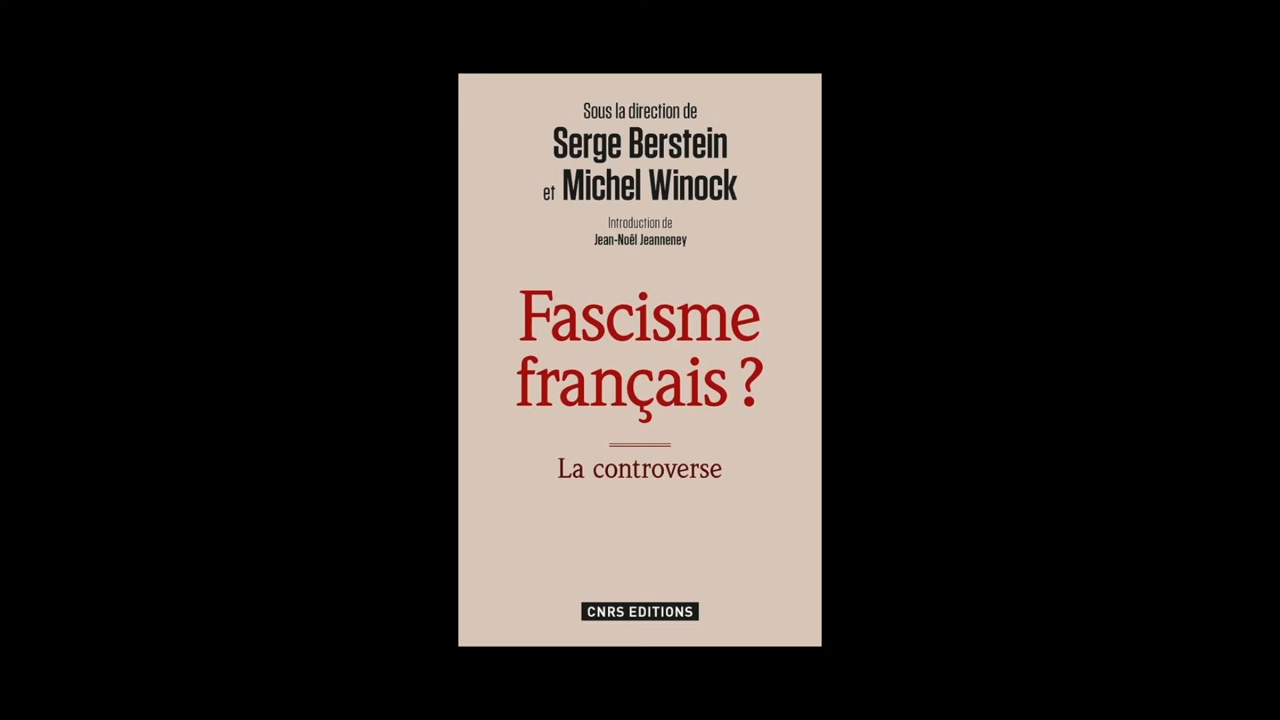 Sous la direction de
Serge Berstein
et Michel Winock
Introduction de
Jean-Noël Jeanneney
Fascisme
français ?
La controverse
CNRS EDITIONS